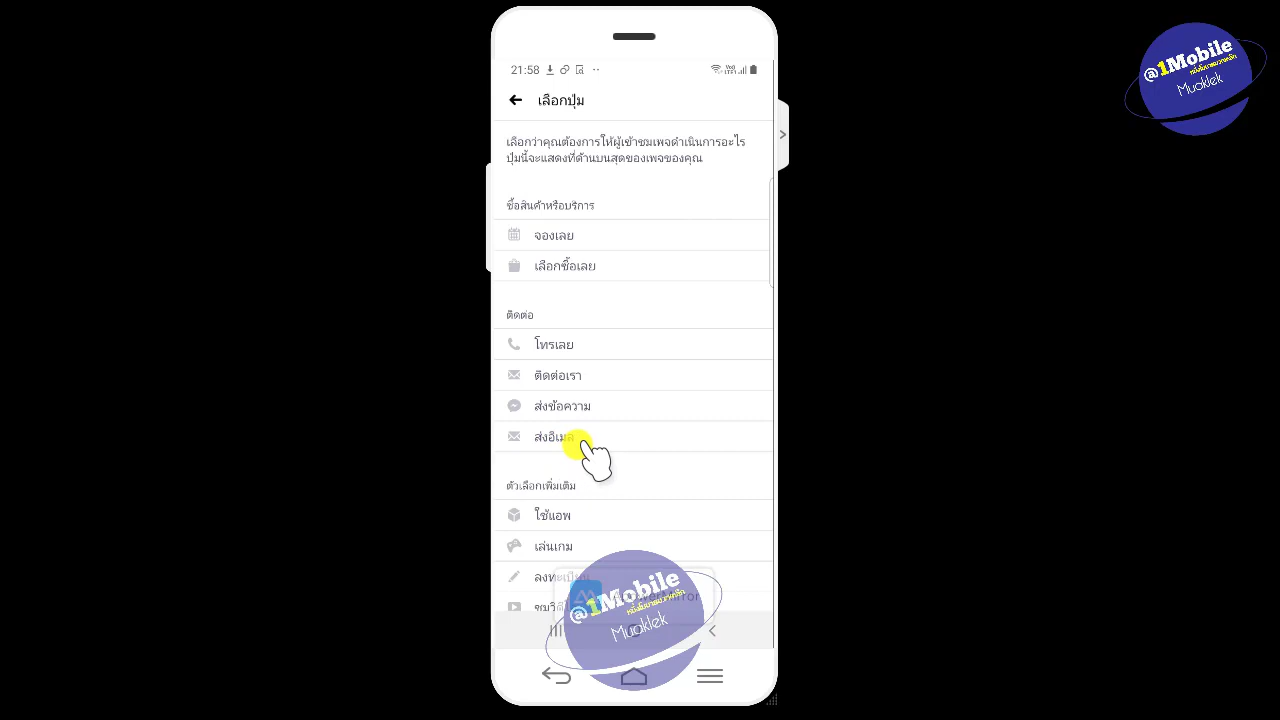 21:58
เลือกปุ่ม
เลือกว่าคุณต้องการให้ผู้เข้าชมเพจดำเนินการอะไร
ปุ่มนี้จะแสดงที่ด้านบนสุดของเพจของคุณ
ซื้อสินค้าหรือบริการ
จองเลย
เลือกซื้อเลย
ติดต่อ
โทรเลย
ติดต่อเรา
ส่งข้อความ
ส่งอีเมล
ตัวเลือกเพิ่มเติม
ใช้แอพ
เล่นเกม
@1Mobile
Muaklek
@1Mobile
Muaklek